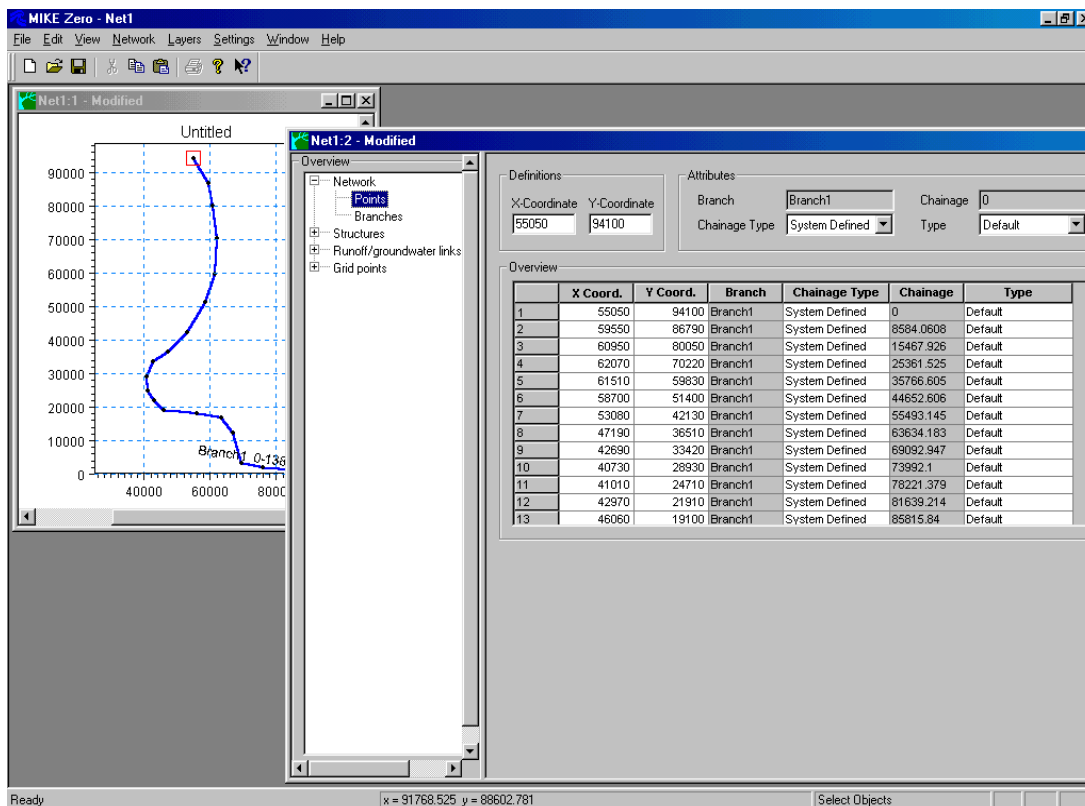 MIKE Zero - Net1
File Edit View Network Layers Settings Window Help
Net1:1 - Modified
Untitled
90000
80000
70000
60000
50000
40000
30000
20000
10000
0
40000 60000 8000
Branch1 0-138
Net1:2 - Modified
Overview
Network
Points
Branches
Structures
Runoff/groundwater links
Grid points
Definitions
X-Coordinate Y-Coordinate
55050 94100
Attributes
Branch Branch1 Chainage 0
Chainage Type System Defined Type Default
Overview
X Coord. Y Coord. Branch Chainage Type Chainage Type
1 55050 94100 Branch1 System Defined 0 Default
2 59550 86790 Branch1 System Defined 8584.0608 Default
3 60950 80050 Branch1 System Defined 15467.926 Default
4 62070 70220 Branch1 System Defined 25361.525 Default
5 61510 59830 Branch1 System Defined 35766.605 Default
6 58700 51400 Branch1 System Defined 44652.606 Default
7 53080 42130 Branch1 System Defined 55493.145 Default
8 47190 36510 Branch1 System Defined 63634.183 Default
9 42690 33420 Branch1 System Defined 69092.947 Default
10 40730 28930 Branch1 System Defined 73992.1 Default
11 41010 24710 Branch1 System Defined 78221.379 Default
12 42970 21910 Branch1 System Defined 81639.214 Default
13 46060 19100 Branch1 System Defined 85815.84 Default
Ready x = 91768.525 y = 88602.781 Select Objects